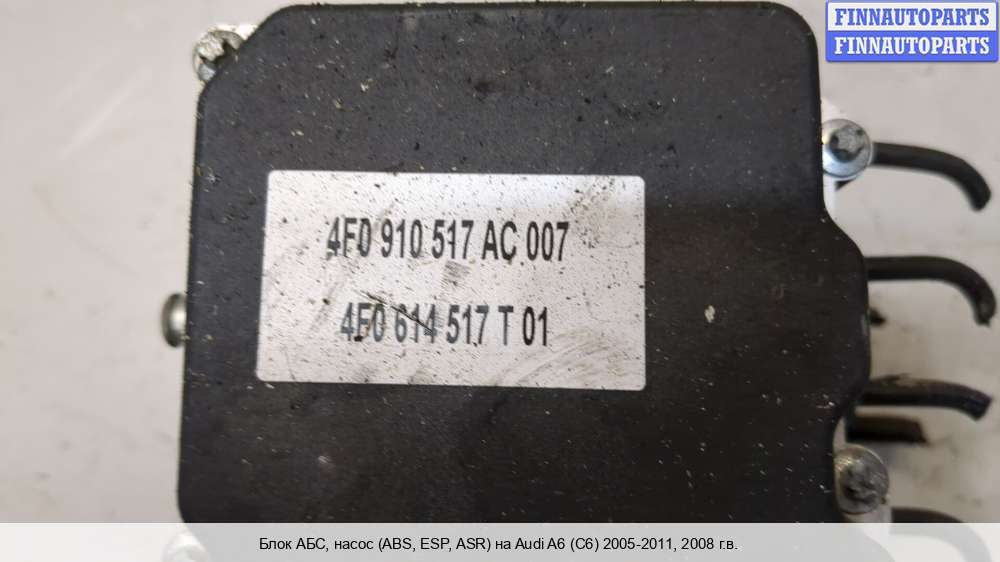 FINNAUTOPARTS
FINNAUTOPARTS
4F0 910 517 AC 007
4F0 614 517 T 01
Блок АБС, насос (ABS, ESP, ASR) на Audi A6 (C6) 2005-2011, 2008 г.в.